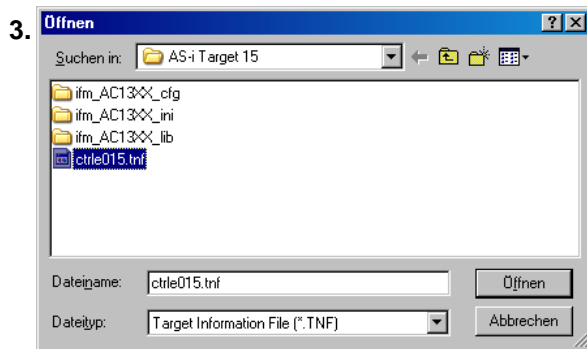 3.
Öffnen
Suchen in: AS-i Target 15
ifm_AC13XX_cfg
ifm_AC13XX_ini
ifm_AC13XX_lib
ctrle015.tnf
Dateiname: ctrle015.tnf Öffnen
Dateityp: Target Information File (*.TNF) Abbrechen